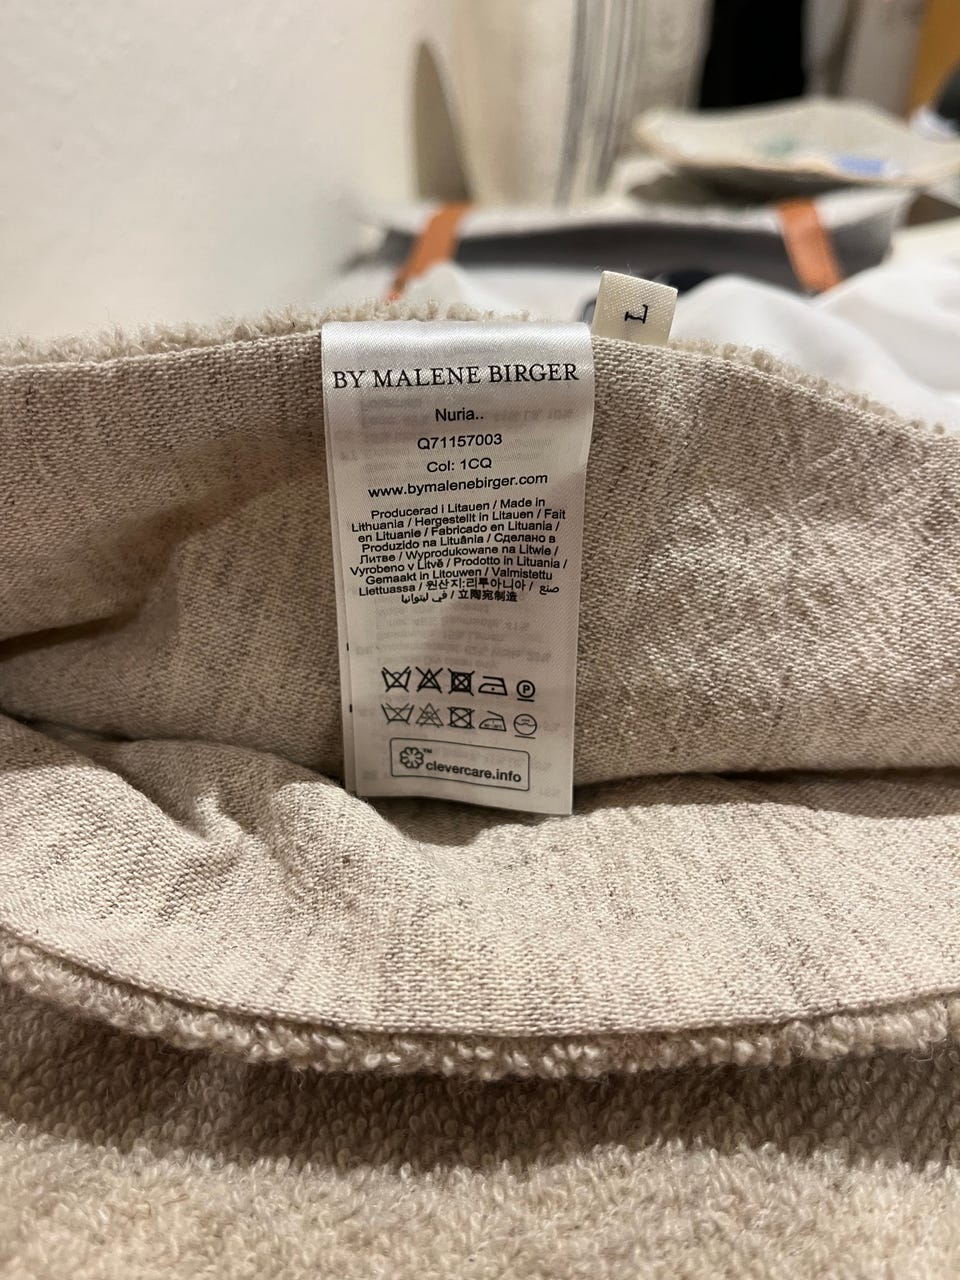 L
BY MALENE BIRGER
Nuria..
Q71157003
Col: 1CQ
www.bymalenebirger.com
Producerad i Litauen / Made in
Lithuania / Hergestellt in Litauen / Fait
en Lituanie / Fabricado en Lituania /
Produzido na Lituânia / Сделано в
Литве / Wyprodukowane na Litwie /
Vyrobeno v Litvě / Prodotto in Lituania /
Gemaakt in Litouwen / Valmistettu
Liettuassa / 원산지:리투아니아 / صنع
في ليتوانيا / 立陶宛制造
P
™
clevercare.info